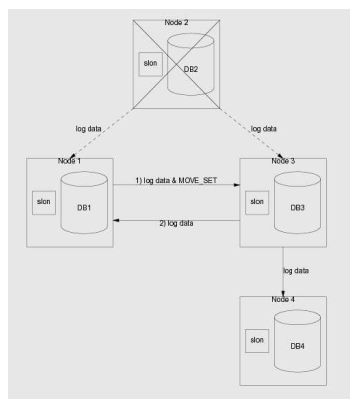 Node 2
slon
DB2
log data
log data
Node 1
Node 3
1) log data & MOVE_SET
slon
DB1
slon
DB3
2) log data
log data
Node 4
slon
DB4